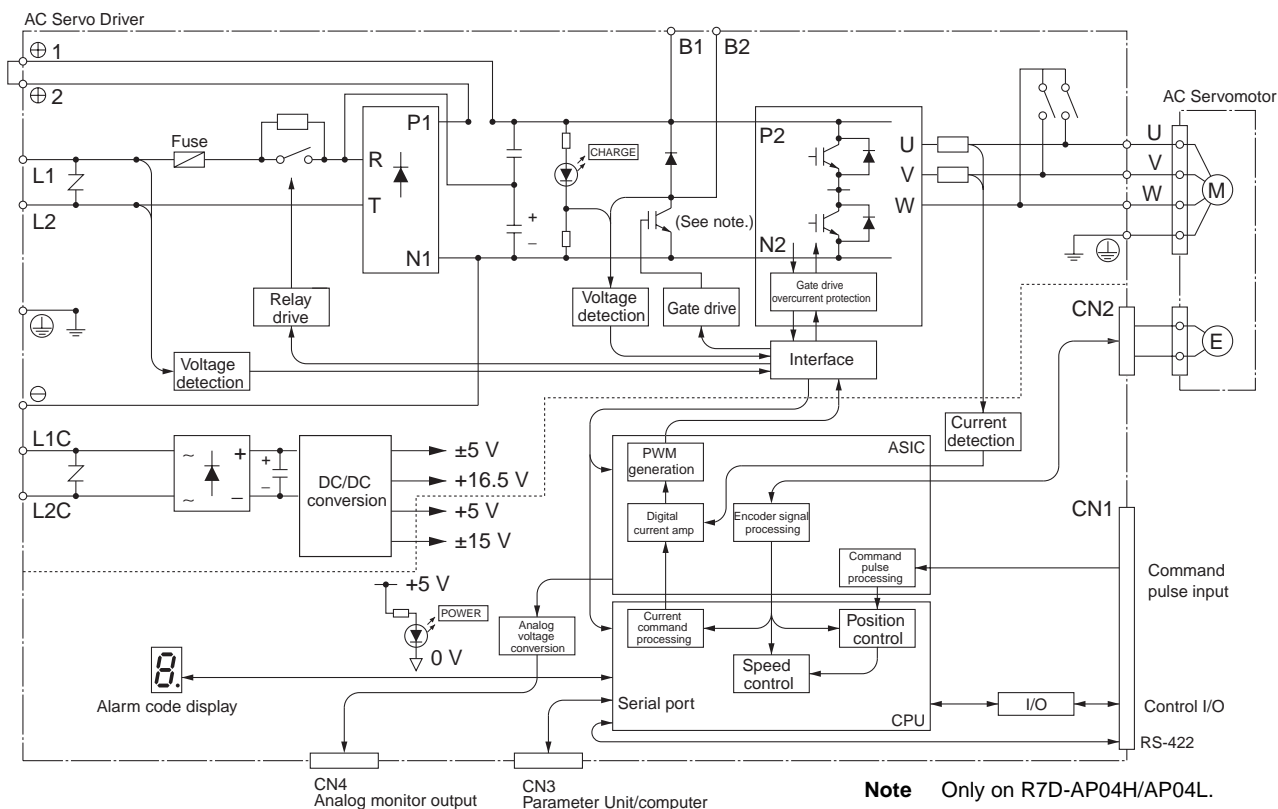 AC Servo Driver
⊕ 1
⊕ 2
B1
B2
AC Servomotor
Fuse
P1
R
T
N1
L1
L2
+
–
CHARGE
(See note.)
P2
N2
U
V
W
U
V
W
M
Gate drive
overcurrent protection
Relay
drive
Voltage
detection
Gate drive
Voltage
detection
Interface
CN2
E
⊖
L1C
L2C
~
~
+
–
+
–
DC/DC
conversion
±5 V
+16.5 V
+5 V
±15 V
Current
detection
ASIC
PWM
generation
Digital
current amp
Encoder signal
processing
Command
pulse
processing
CN1
Command
pulse input
+5 V
POWER
0 V
Analog
voltage
conversion
Current
command
processing
Position
control
Speed
control
8.
Alarm code display
Serial port
CPU
I/O
Control I/O
RS-422
CN4
Analog monitor output
CN3
Parameter Unit/computer
Note Only on R7D-AP04H/AP04L.